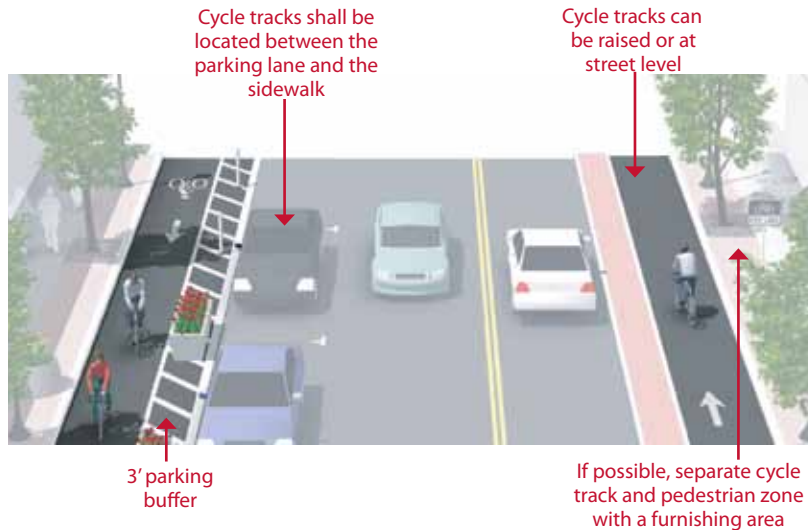 Cycle tracks shall be
located between the
parking lane and the
sidewalk
Cycle tracks can
be raised or at
street level
3’ parking
buffer
If possible, separate cycle
track and pedestrian zone
with a furnishing area